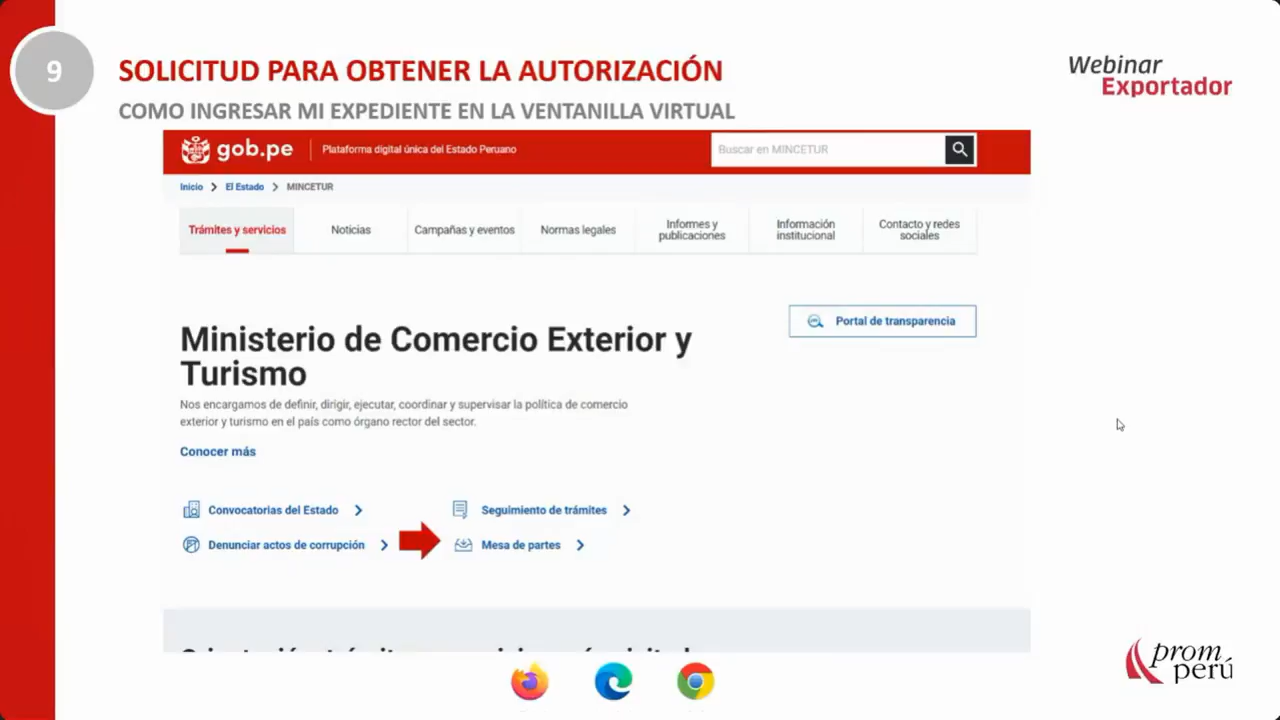 9
SOLICITUD PARA OBTENER LA AUTORIZACIÓN
COMO INGRESAR MI EXPEDIENTE EN LA VENTANILLA VIRTUAL
Webinar
Exportador
gob.pe
Plataforma digital única del Estado Peruano
Buscar en MINCETUR
Inicio > El Estado > MINCETUR
Trámites y servicios
Noticias
Campañas y eventos
Normas legales
Informes y
publicaciones
Información
institucional
Contacto y redes
sociales
Portal de transparencia
Ministerio de Comercio Exterior y
Turismo
Nos encargamos de definir, dirigir, ejecutar, coordinar y supervisar la política de comercio
exterior y turismo en el país como órgano rector del sector.
Conocer más
Convocatorias del Estado
Seguimiento de trámites
Denunciar actos de corrupción
Mesa de partes
prom
perú